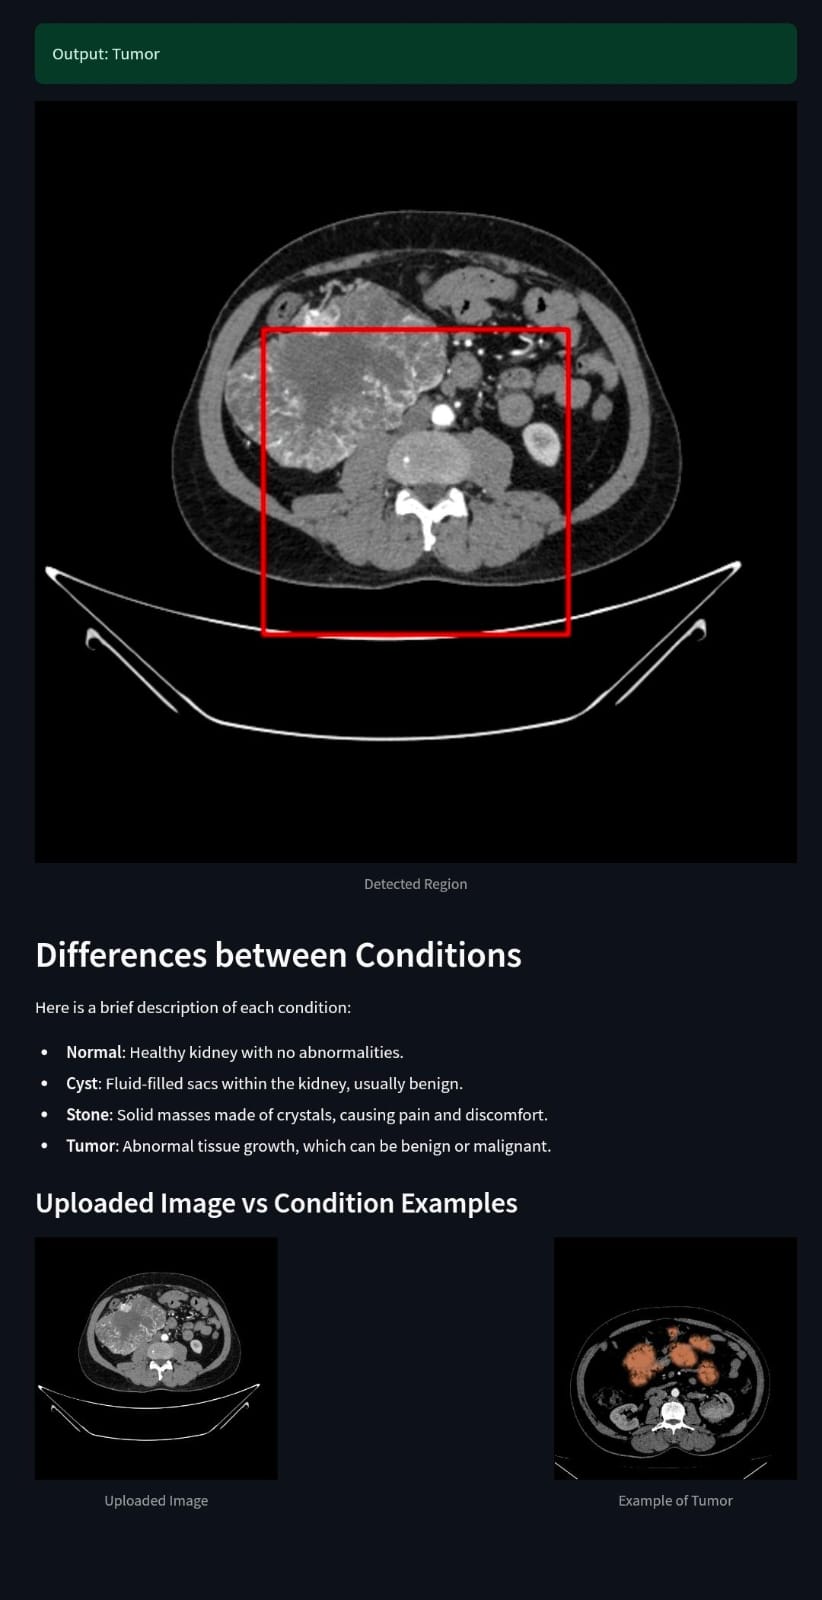 Output: Tumor
Detected Region
Differences between Conditions
Here is a brief description of each condition:
• Normal: Healthy kidney with no abnormalities.
• Cyst: Fluid-filled sacs within the kidney, usually benign.
• Stone: Solid masses made of crystals, causing pain and discomfort.
• Tumor: Abnormal tissue growth, which can be benign or malignant.
Uploaded Image vs Condition Examples
Uploaded Image
Example of Tumor